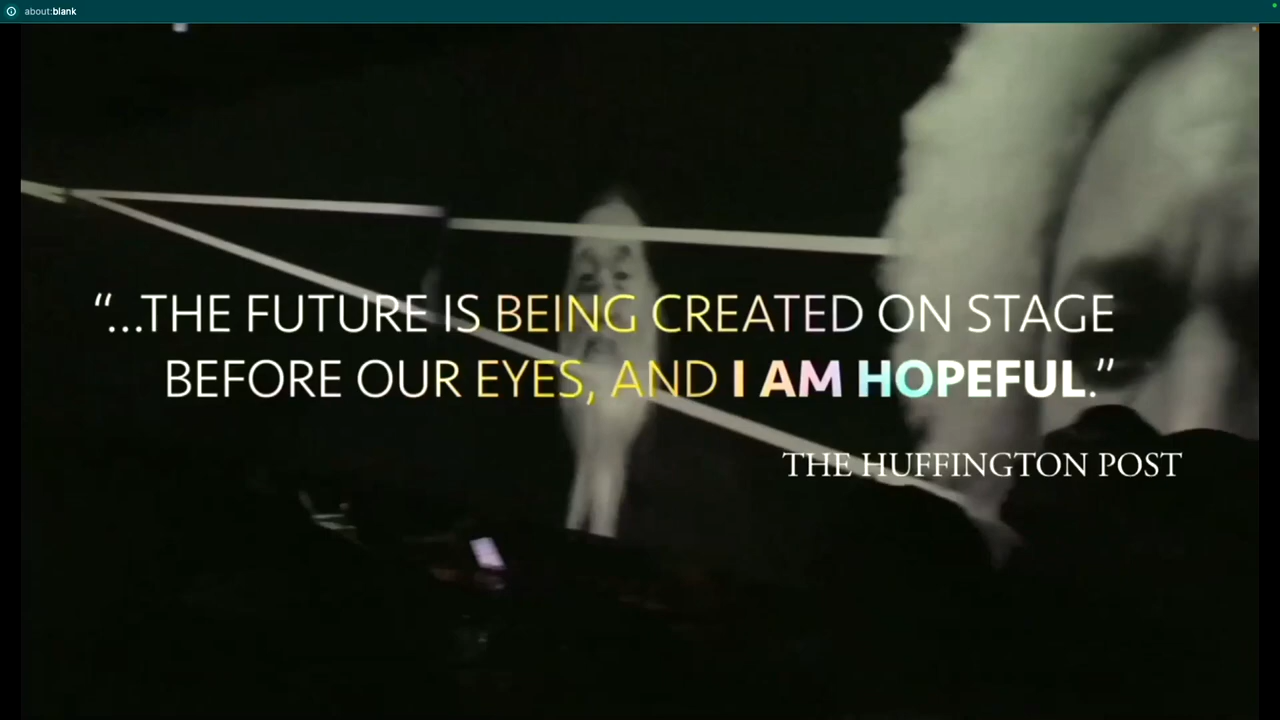 about:blank
“...THE FUTURE IS BEING CREATED ON STAGE
BEFORE OUR EYES, AND I AM HOPEFUL.”
THE HUFFINGTON POST